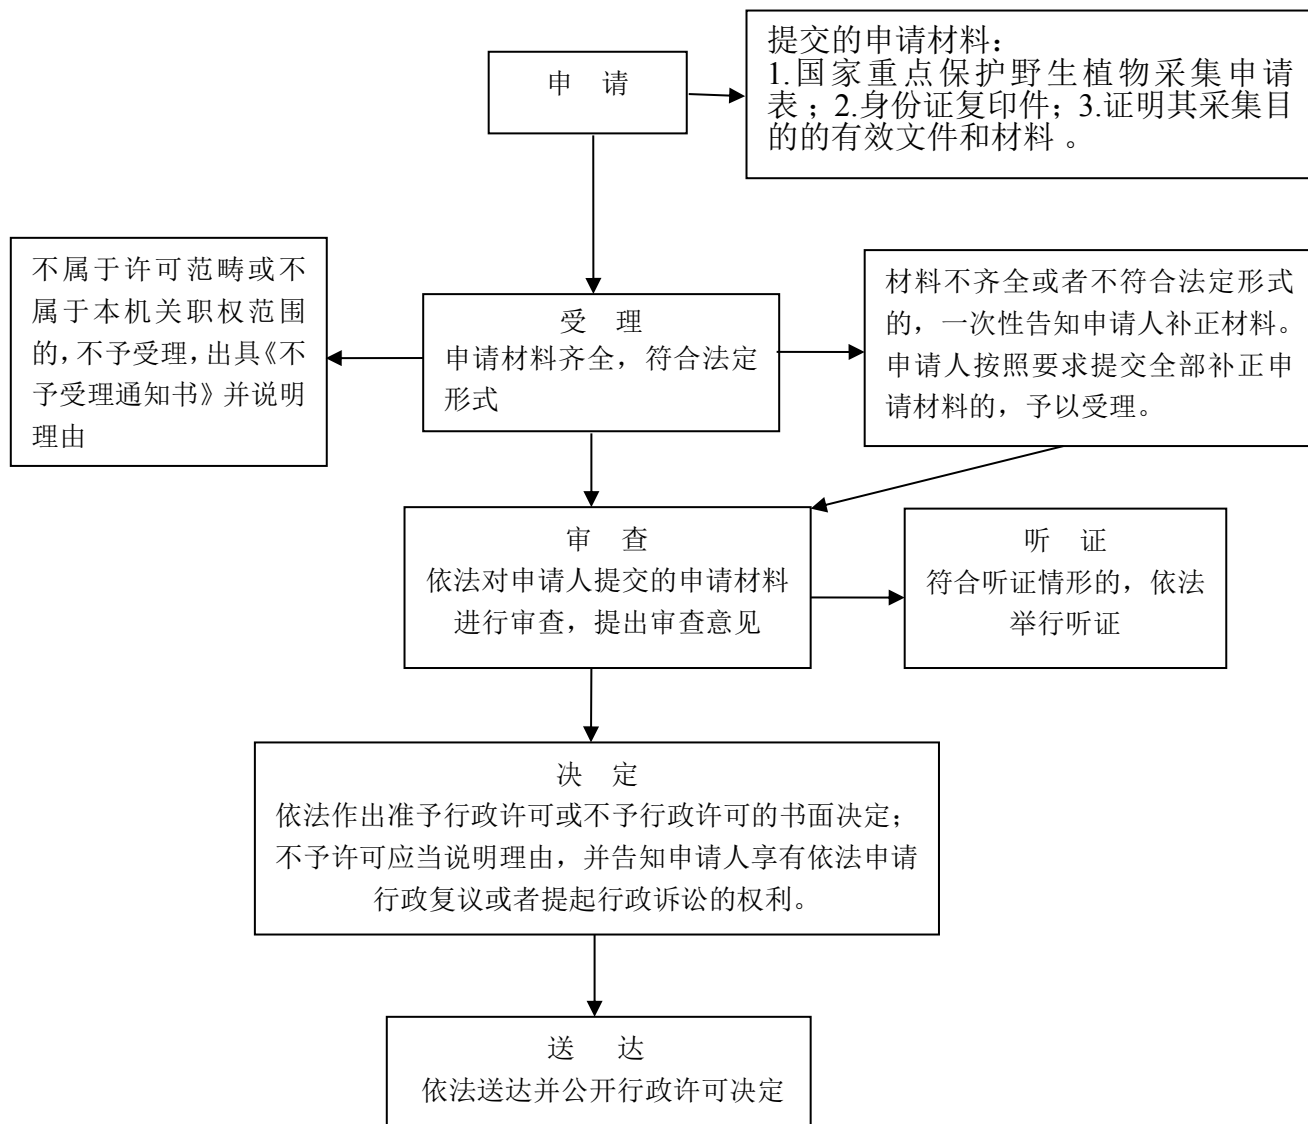 申 请
提交的申请材料：
1.国家重点保护野生植物采集申请
表；2.身份证复印件；3.证明其采集目
的的有效文件和材料 。
不属于许可范畴或不
属于本机关职权范围
的，不予受理，出具《不
予受理通知书》并说明
理由
受 理
申请材料齐全，符合法定
形式
材料不齐全或者不符合法定形式
的，一次性告知申请人补正材料。
申请人按照要求提交全部补正申
请材料的，予以受理。
审 查
依法对申请人提交的申请材料
进行审查，提出审查意见
听 证
符合听证情形的，依法
举行听证
决 定
依法作出准予行政许可或不予行政许可的书面决定；
不予许可应当说明理由，并告知申请人享有依法申请
行政复议或者提起行政诉讼的权利。
送 达
依法送达并公开行政许可决定